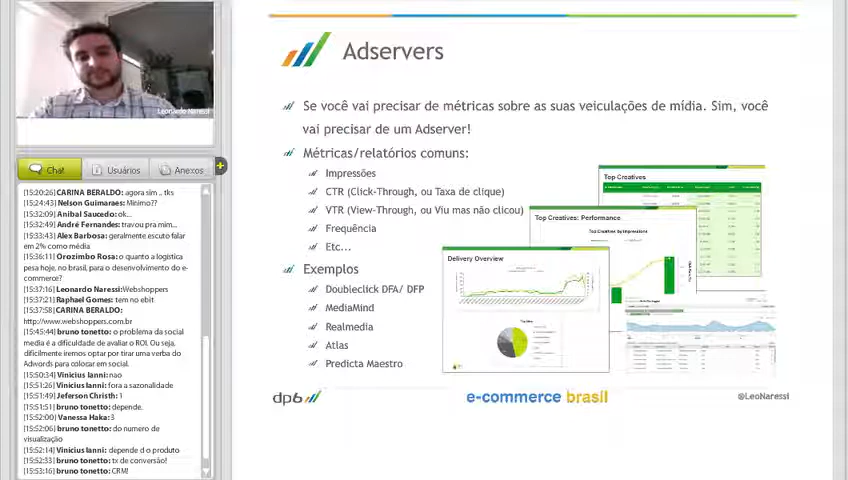 Leonardo Naressi
Chat
Usuários
Anexos
[15:20:26] CARINA BERALDO: agora sim .. tks
[15:24:43] Nelson Guimaraes: Minimo??
[15:32:09] Anibal Saucedo: ok...
[15:32:49] André Fernandes: travou pra mim...
[15:33:43] Alex Barbosa: geralmente escuto falar
em 2% como média
[15:36:11] Orozimbo Rosa: o quanto a logística
pesa hoje, no brasil, para o desenvolvimento do e-
commerce?
[15:37:16] Leonardo Naressi:Webshoppers
[15:37:21] Raphael Gomes: tem no ebit
[15:37:58] CARINA BERALDO:
http://www.webshoppers.com.br
[15:45:44] bruno tonetto: o problema da social
media é a dificuldade de avaliar o ROI. Ou seja,
dificilmente iremos optar por tirar uma verba do
Adwords para colocar em social.
[15:50:34] Vinicius Ianni: nao
[15:51:26] Vinicius Ianni: fora a sazonalidade
[15:51:49] Jeferson Christh: 1
[15:51:51] bruno tonetto: depende.
[15:52:00] Vanessa Haka: 3
[15:52:06] bruno tonetto: do numero de
visualização
[15:52:14] Vinicius Ianni: depende d o produto
[15:52:33] bruno tonetto: tx de conversão!
[15:53:16] bruno tonetto: CRM!
Adservers
Se você vai precisar de métricas sobre as suas veiculações de mídia. Sim, você
vai precisar de um Adserver!
Métricas/relatórios comuns:
Impressões
CTR (Click-Through, ou Taxa de clique)
VTR (View-Through, ou Viu mas não clicou)
Frequência
Etc...
Exemplos
Doubleclick DFA/ DFP
MediaMind
Realmedia
Atlas
Predicta Maestro
Top Creatives
Top Creatives: Performance
Top Creatives by Impressions
Delivery Overview
dp6
e-commerce brasil
@LeoNaressi